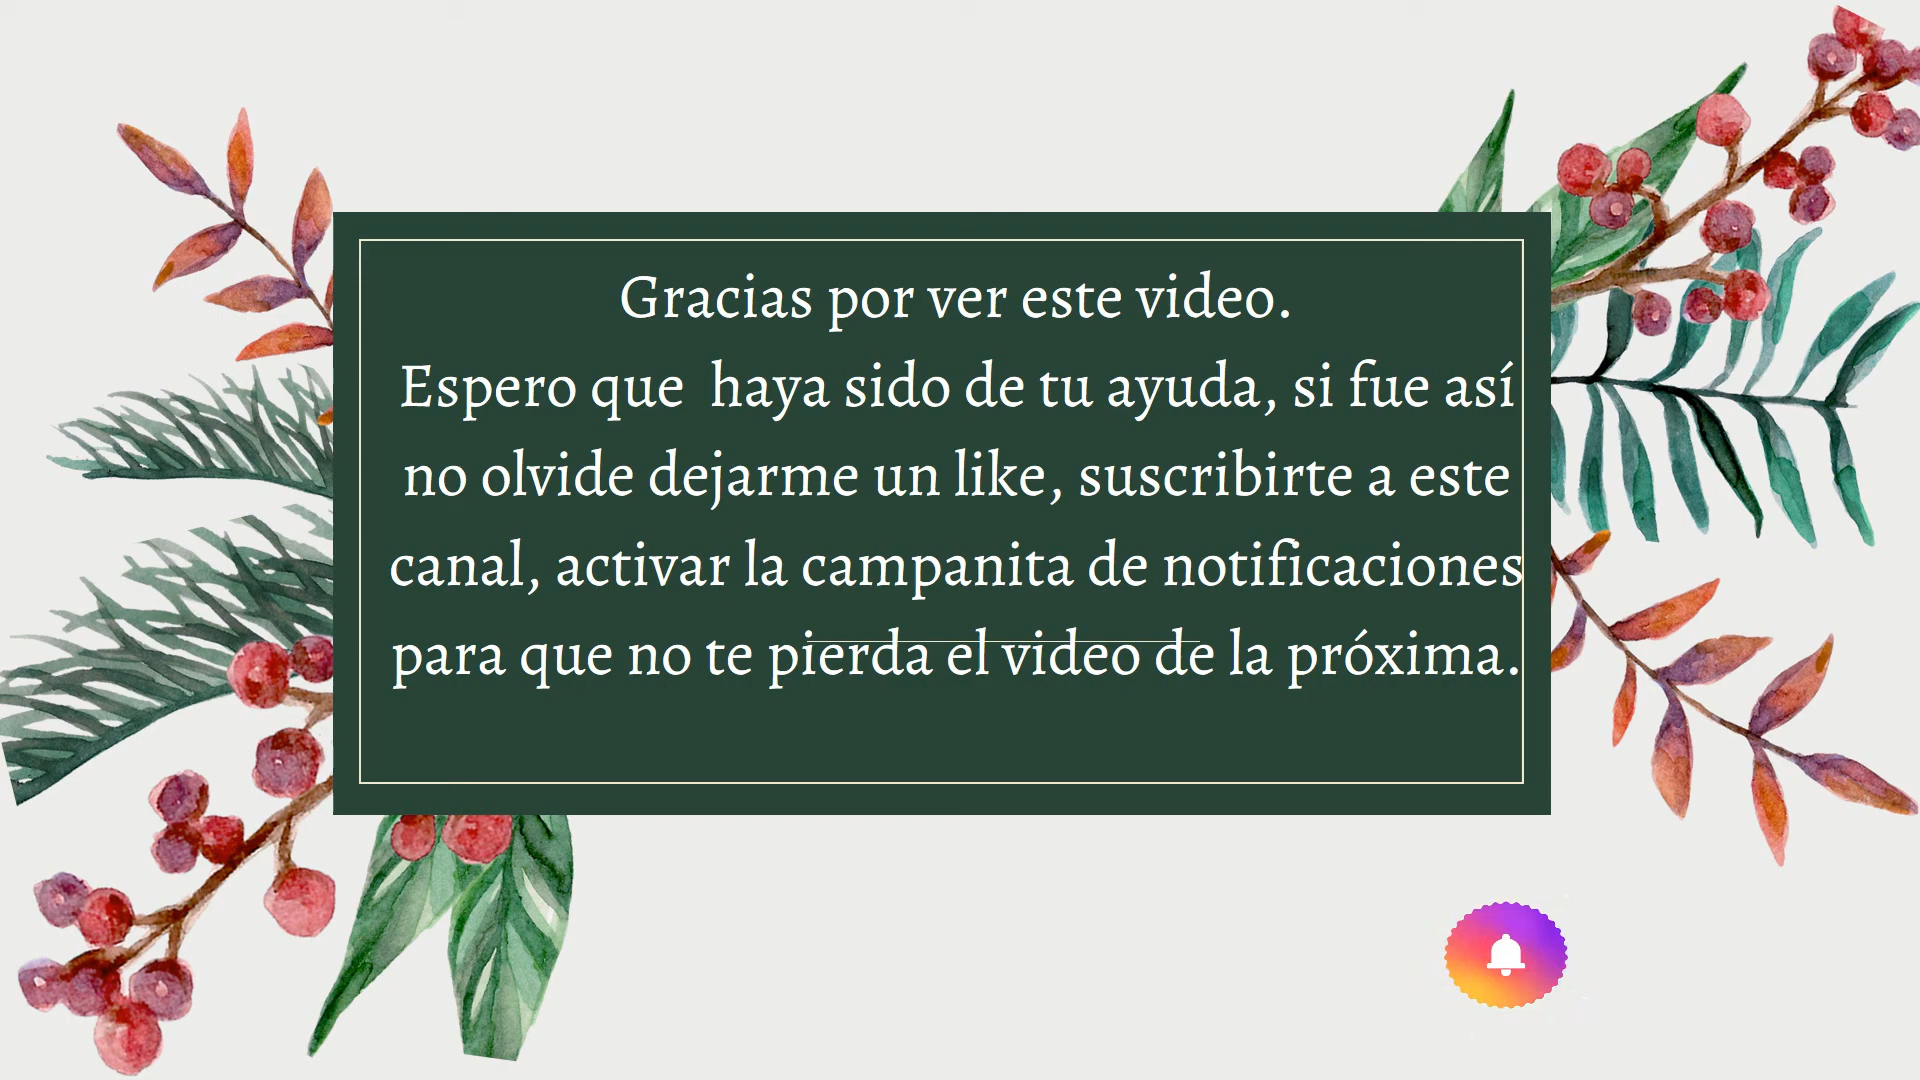 Gracias por ver este video.
Espero que  haya sido de tu ayuda, si fue así
no olvide dejarme un like, suscribirte a este
canal, activar la campanita de notificaciones
para que no te pierda el video de la próxima.